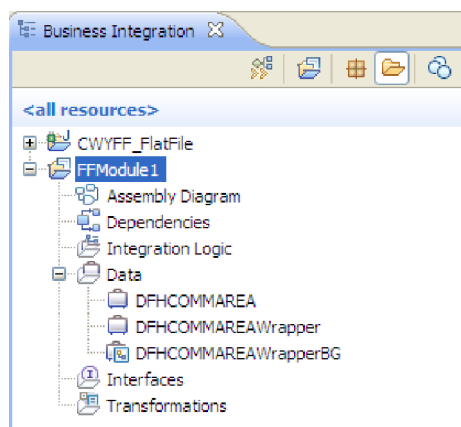 Business Integration
<all resources>
CWYFF_FlatFile
FFModule1
Assembly Diagram
Dependencies
Integration Logic
Data
DFHCOMMAREA
DFHCOMMAREAWrapper
DFHCOMMAREAWrapperBG
Interfaces
Transformations